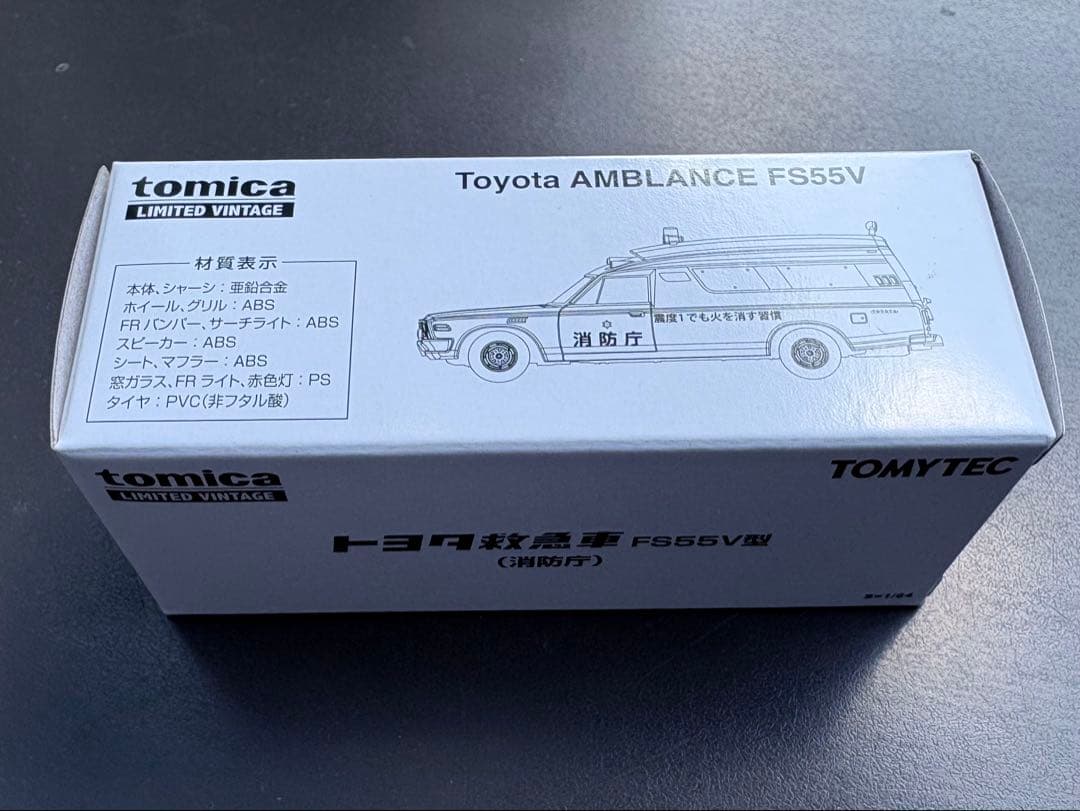 tomica
LIMITED VINTAGE
Toyota AMBLANCE FS55V
材質表示
本体、シャーシ:亜鉛合金
ホイール、グリル:ABS
FRバンパー、サーチライト:ABS
スピーカー:ABS
シート、マフラー:ABS
窓ガラス、FRライト、赤色灯:PS
タイヤ:PVC(非フタル酸)
消防庁
震度1でも火を消す習慣
tomica
LIMITED VINTAGE
TOMYTEC
トヨタ救急車 FS55V型
(消防庁)
S=1/64